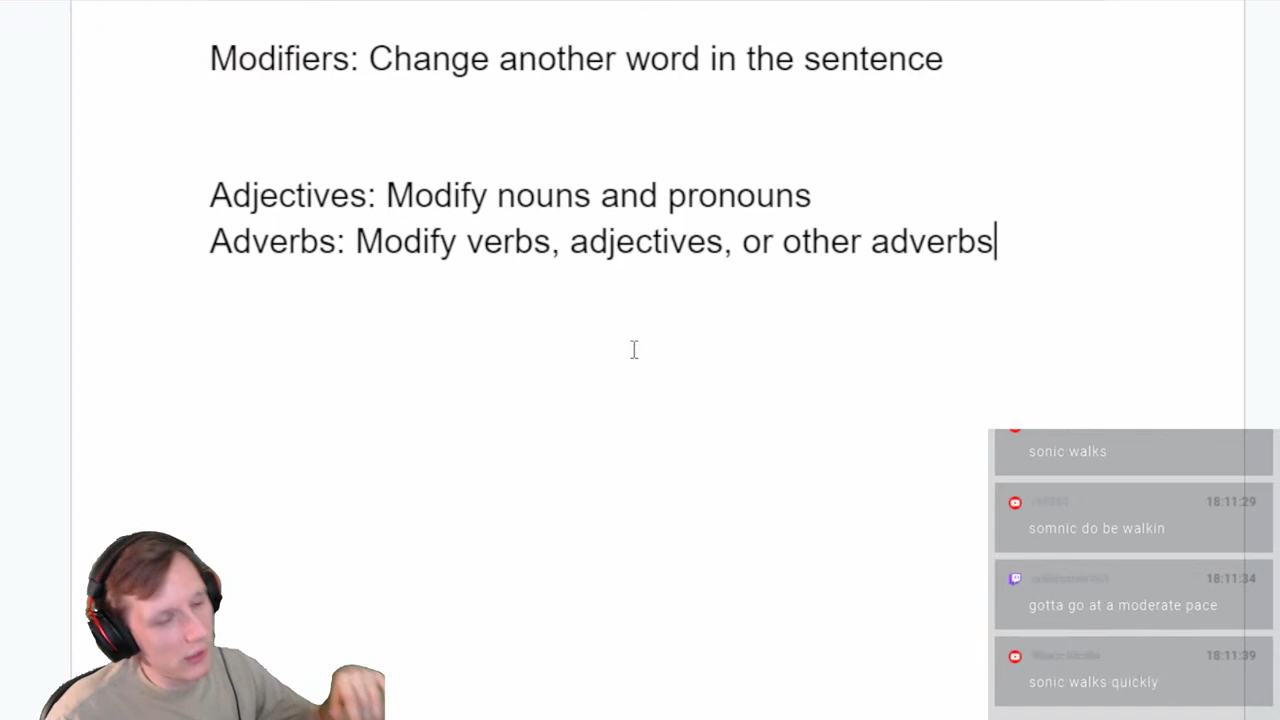 Modifiers: Change another word in the sentence
Adjectives: Modify nouns and pronouns
Adverbs: Modify verbs, adjectives, or other adverbs
sonic walks
18:11:29
somnic do be walkin
18:11:34
gotta go at a moderate pace
18:11:39
sonic walks quickly